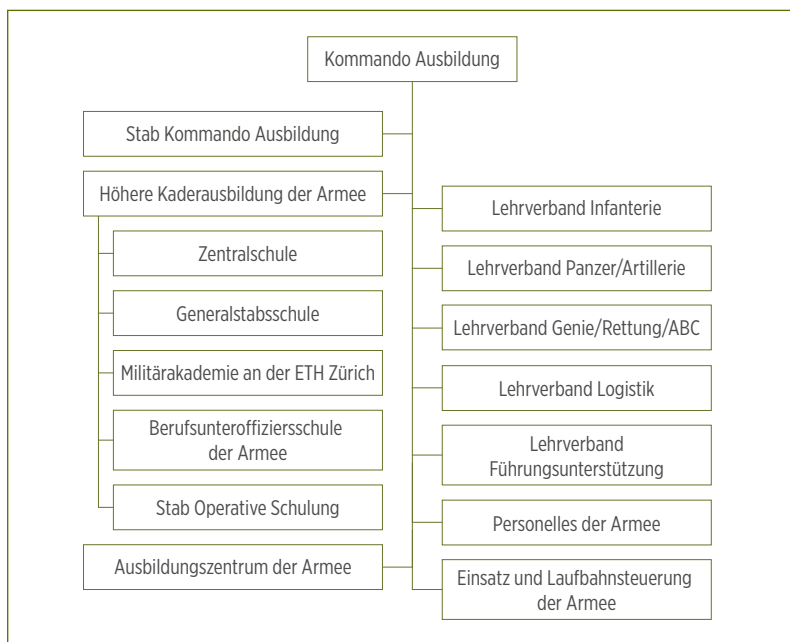 Kommando Ausbildung
Stab Kommando Ausbildung
Höhere Kaderausbildung der Armee
Zentralschule
Generalstabsschule
Militärakademie an der ETH Zürich
Berufsunteroffiziersschule
der Armee
Stab Operative Schulung
Ausbildungszentrum der Armee
Lehrverband Infanterie
Lehrverband Panzer/Artillerie
Lehrverband Genie/Rettung/ABC
Lehrverband Logistik
Lehrverband
Führungsunterstützung
Personelles der Armee
Einsatz und Laufbahnsteuerung
der Armee